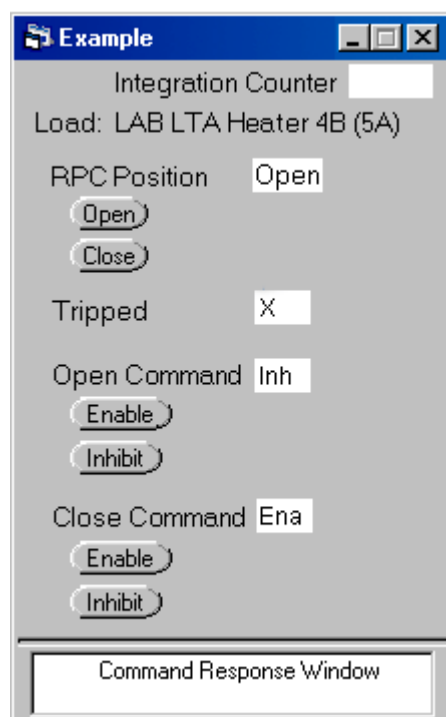 Example
Integration Counter
Load: LAB LTA Heater 4B (5A)
RPC Position Open
Open
Close
Tripped X
Open Command Inh
Enable
Inhibit
Close Command Ena
Enable
Inhibit
Command Response Window